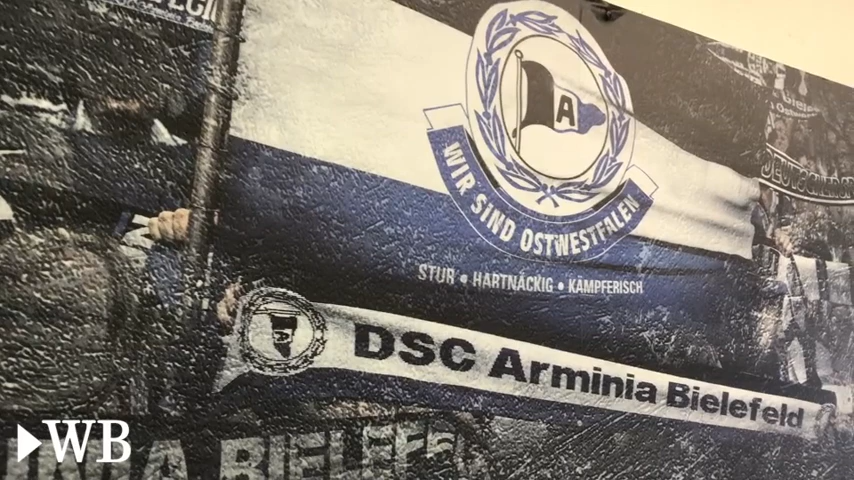 A
WIR SIND OSTWESTFALEN
STUR • HARTNÄCKIG • KÄMPFERISCH
DSC Arminia Bielefeld
WB